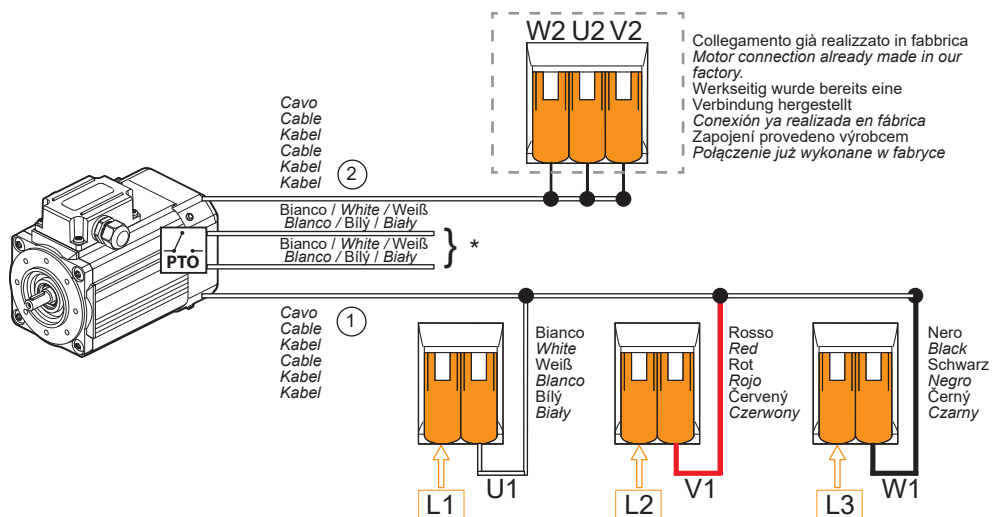 W2 U2 V2
Collegamento già realizzato in fabbrica
Motor connection already made in our
factory.
Werkseitig wurde bereits eine
Verbindung hergestellt
Conexión ya realizada en fábrica
Zapojení provedeno výrobcem
Połączenie już wykonane w fabryce
Cavo
Cable
Kabel
Cable
Kabel
Kabel
2
Bianco / White / Weiß
Blanco / Bílý / Biały
Bianco / White / Weiß
Blanco / Bílý / Biały
} *
PTO
Cavo
Cable
Kabel
Cable
Kabel
Kabel
1
Bianco
White
Weiß
Blanco
Bílý
Biały
Rosso
Red
Rot
Rojo
Červený
Czerwony
Nero
Black
Schwarz
Negro
Černý
Czarny
L1
U1
L2
V1
L3
W1